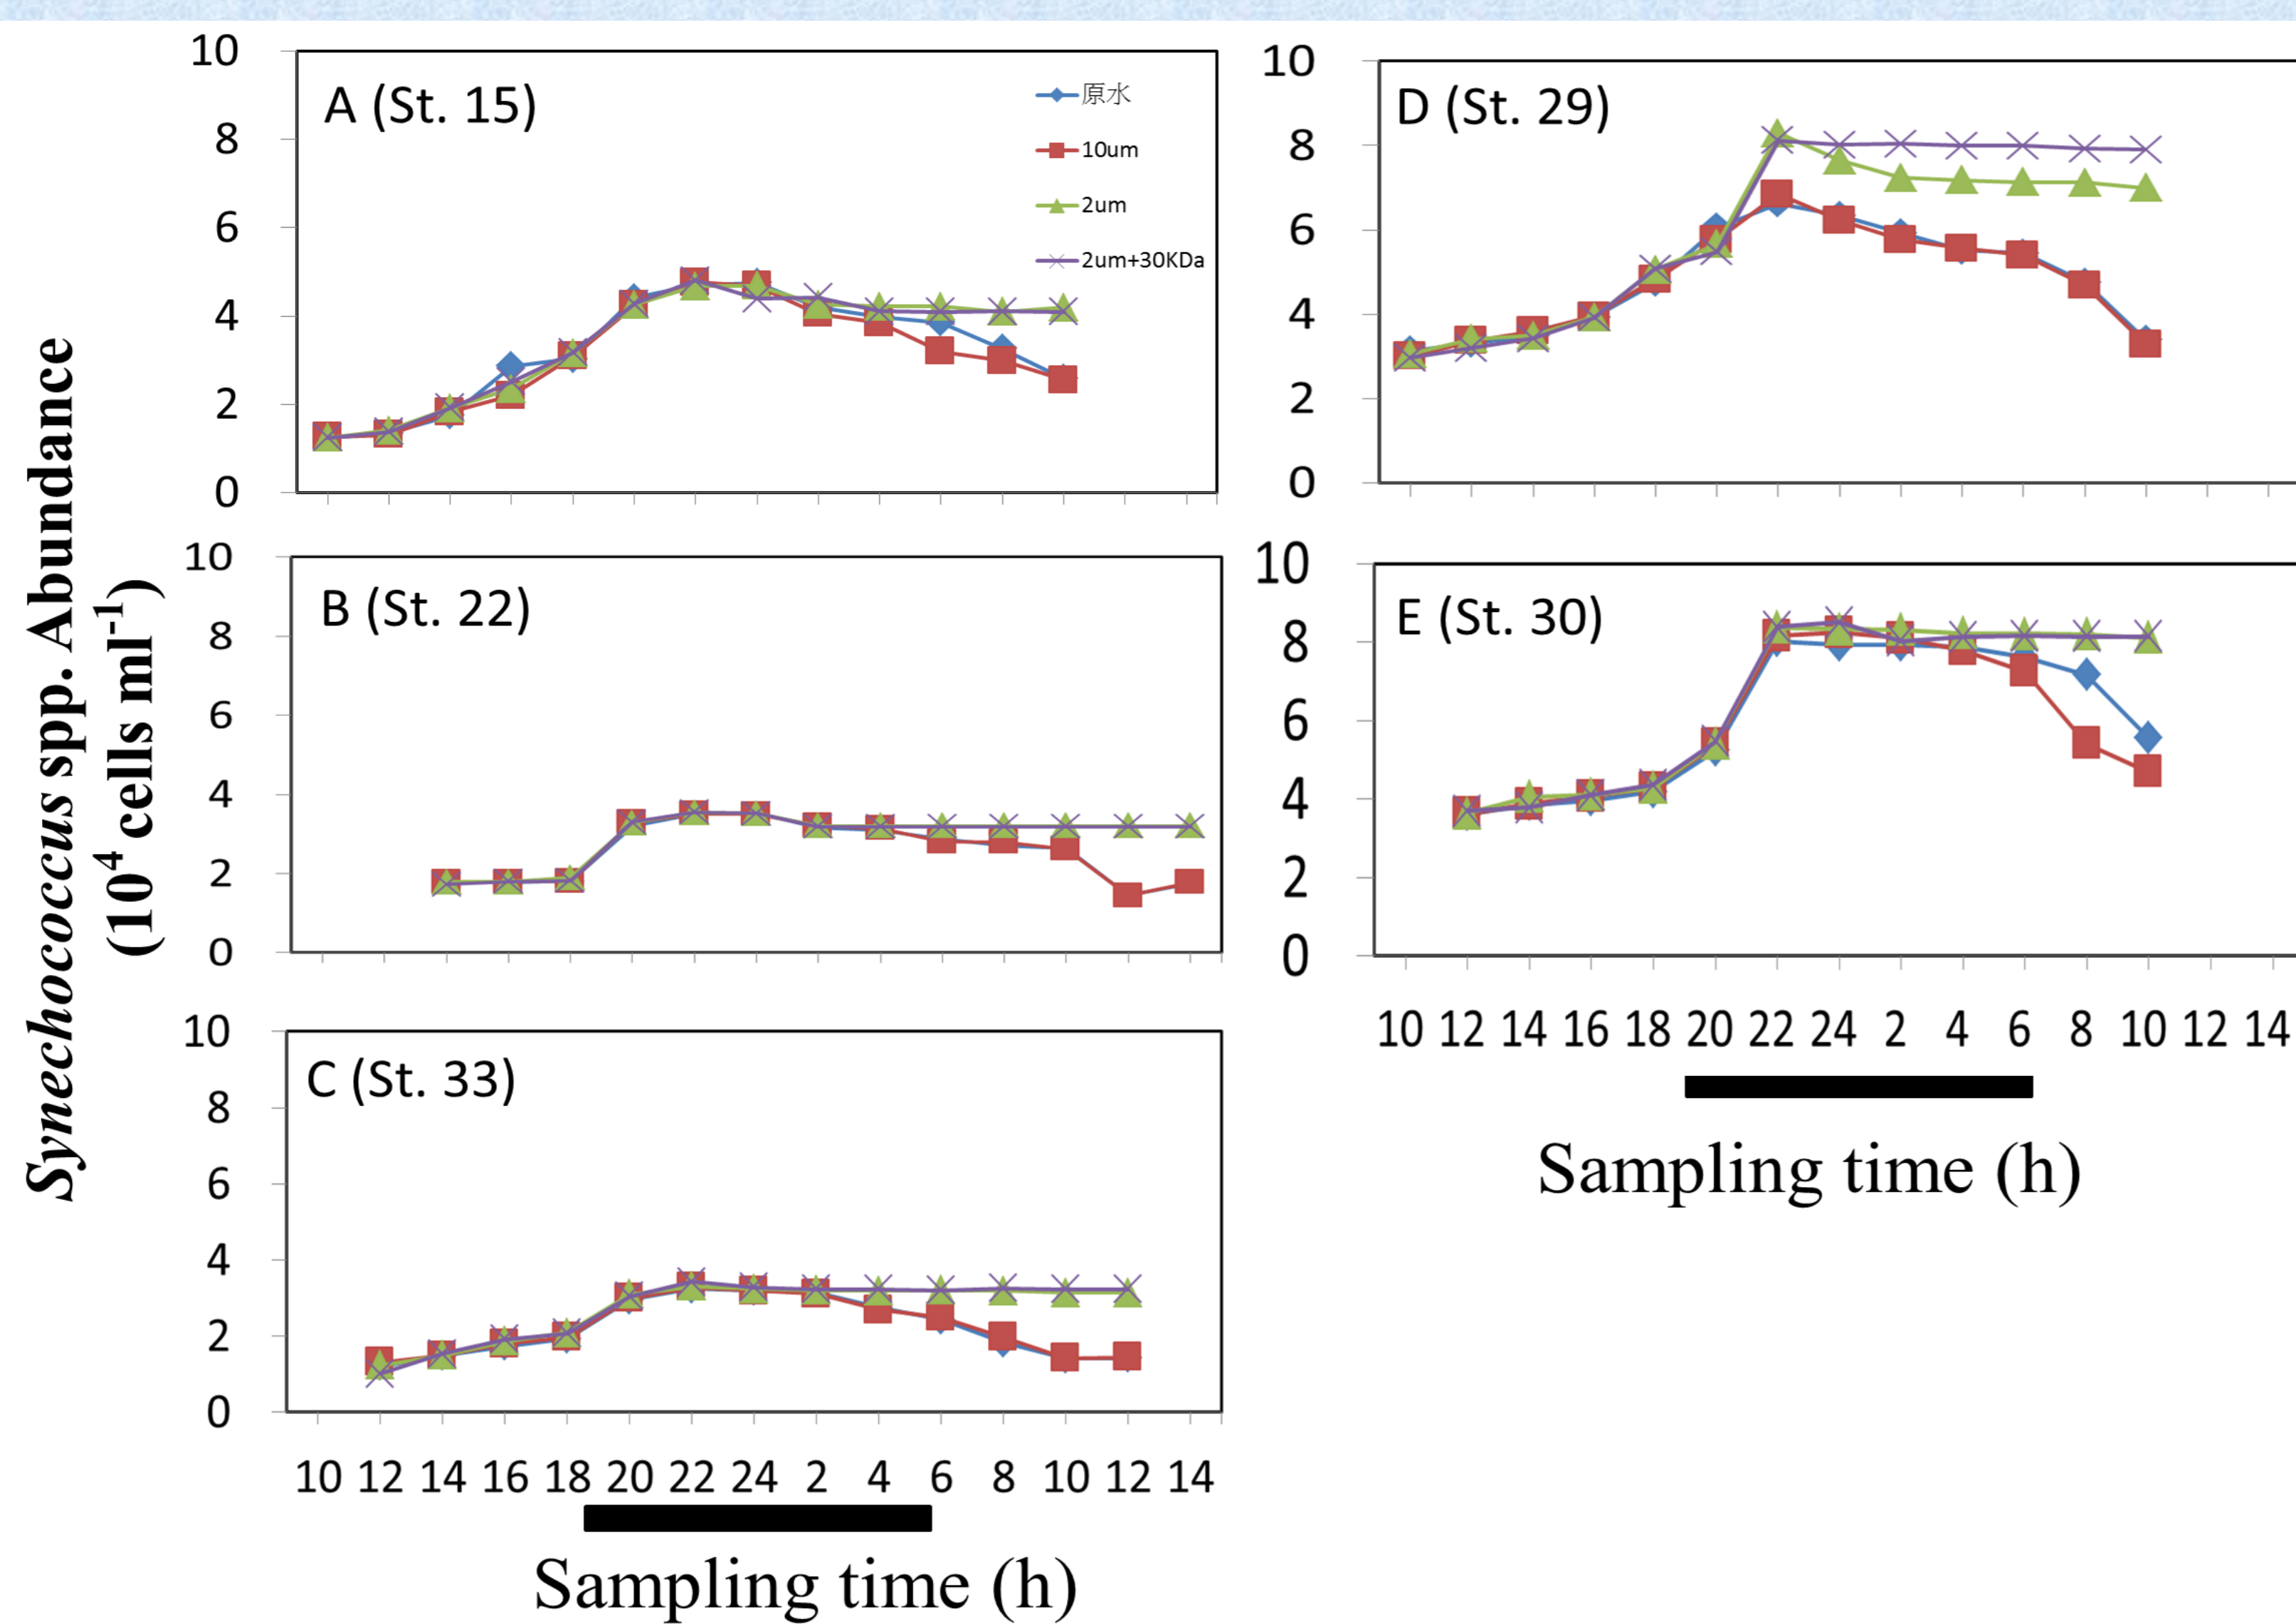 Synechococcus spp. Abundance
(10⁴ cells ml⁻¹)
A (St. 15)
原水
10um
2um
2um+30KDa
10
8
6
4
2
0
B (St. 22)
10
8
6
4
2
0
C (St. 33)
10
8
6
4
2
0
10 12 14 16 18 20 22 24 2 4 6 8 10 12 14
Sampling time (h)
D (St. 29)
10
8
6
4
2
0
E (St. 30)
10
8
6
4
2
0
10 12 14 16 18 20 22 24 2 4 6 8 10 12 14
Sampling time (h)